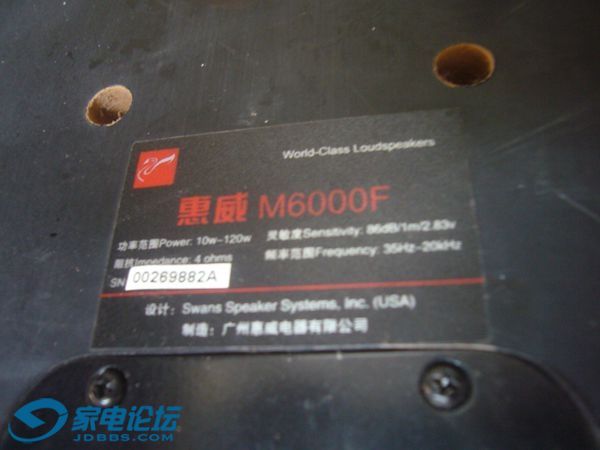 World-Class Loudspeakers
惠威 M6000F
功率范围Power: 10w-120w 灵敏度Sensitivity: 86dB/1m/2.83v
阻抗Impedance: 4 ohms 频率范围Frequency: 35Hz-20kHz
SN 00269882A
设计: Swans Speaker Systems, Inc. (USA)
制造: 广州惠威电器有限公司
家电论坛
JDBBS.COM